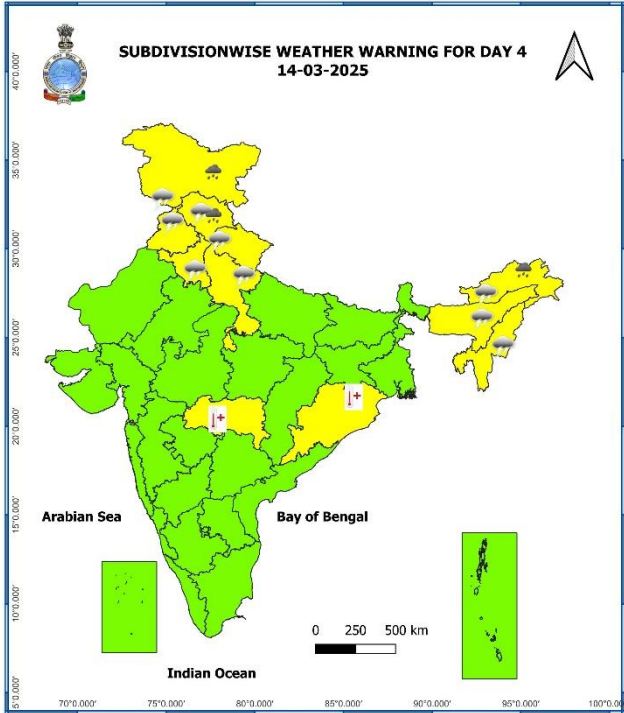 SUBDIVISIONWISE WEATHER WARNING FOR DAY 4
14-03-2025
40°0.000'
35°0.000'
30°0.000'
25°0.000'
20°0.000'
15°0.000'
10°0.000'
5°0.000'
Arabian Sea
Bay of Bengal
0 250 500 km
Indian Ocean
70°0.000' 75°0.000' 80°0.000' 85°0.000' 90°0.000' 95°0.000' 100°0.000'